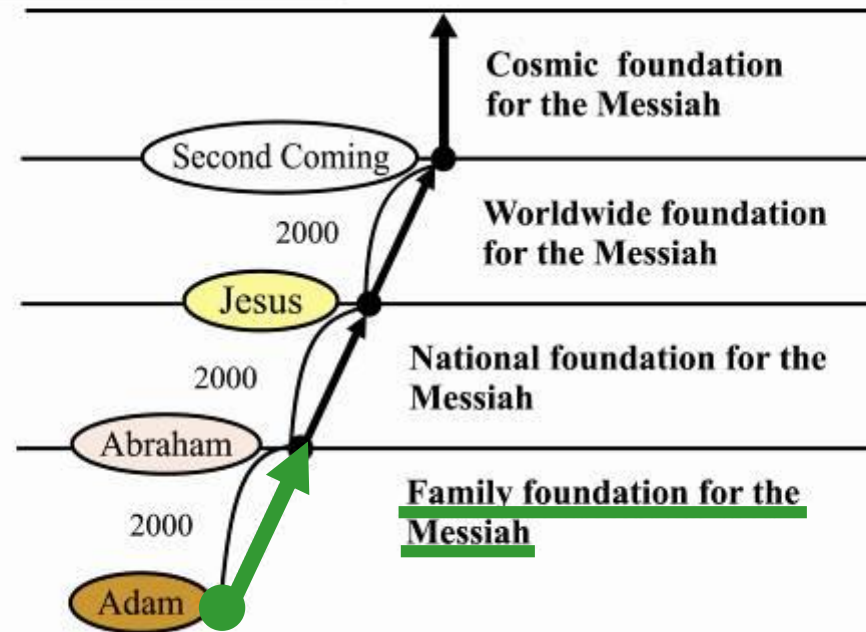 Cosmic foundation
for the Messiah
Second Coming
2000
Worldwide foundation
for the Messiah
Jesus
2000
National foundation for the
Messiah
Abraham
2000
Family foundation for the
Messiah
Adam